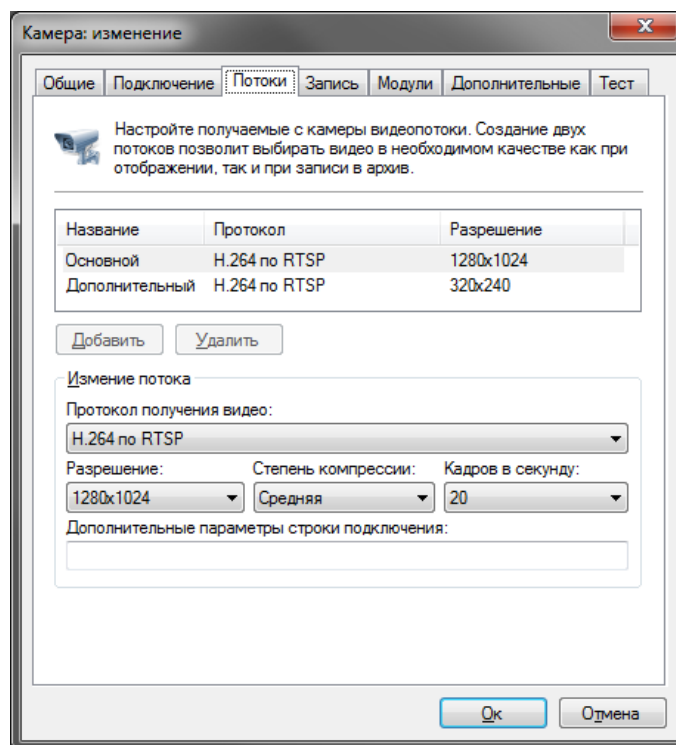 Камера: изменение
Общие Подключение Потоки Запись Модули Дополнительные Тест
Настройте получаемые с камеры видеопотоки. Создание двух
потоков позволит выбирать видео в необходимом качестве как при
отображении, так и при записи в архив.
Название Протокол Разрешение
Основной H.264 по RTSP 1280x1024
Дополнительный H.264 по RTSP 320x240
Добавить Удалить
Измение потока
Протокол получения видео:
H.264 по RTSP
Разрешение: Степень компрессии: Кадров в секунду:
1280x1024 Средняя 20
Дополнительные параметры строки подключения:
Ок Отмена